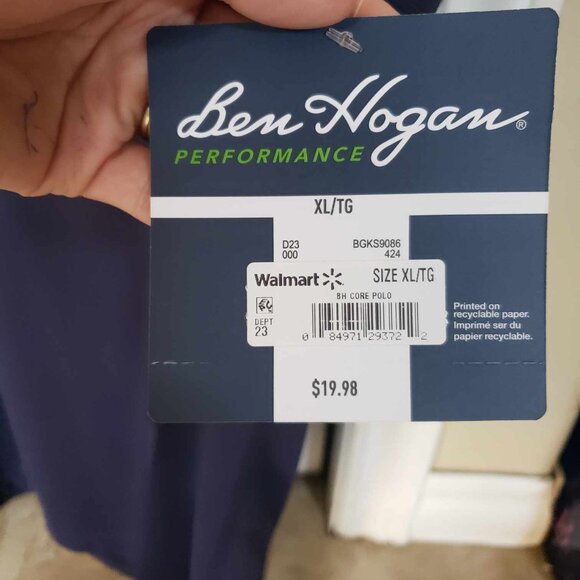 Ben Hogan®
PERFORMANCE
XL/TG
D23 BGKS9086
000 424
Walmart SIZE XL/TG
BH CORE POLO
DEPT
23
0 84971 29372 2
Printed on
recyclable paper.
Imprimé sur du
papier recyclable.
$19.98